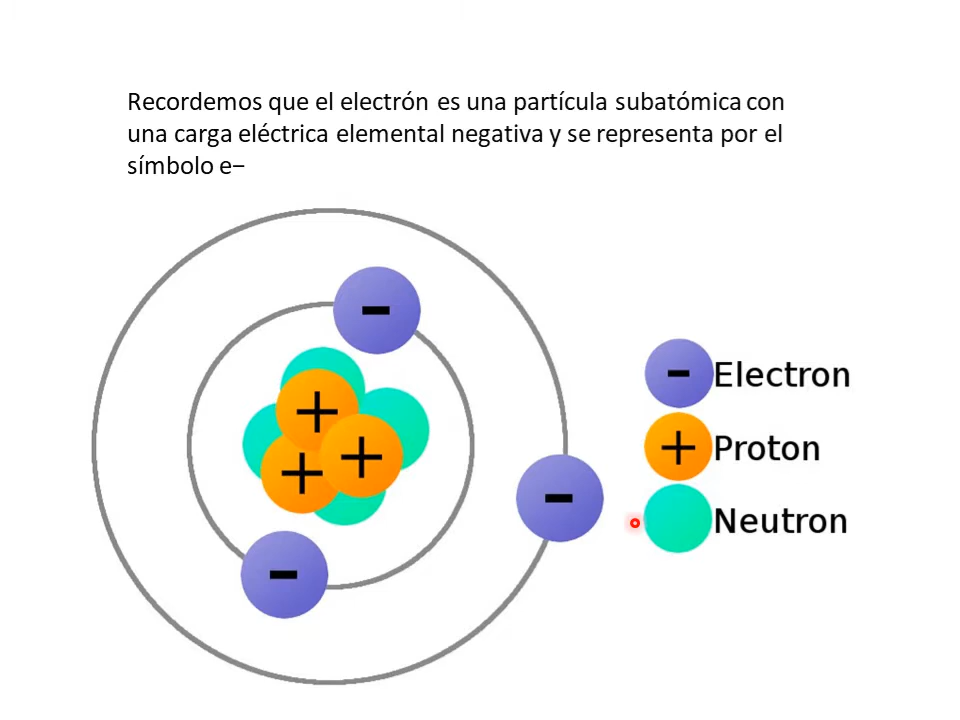 Recordemos que el electrón es una partícula subatómica con
una carga eléctrica elemental negativa y se representa por el
símbolo e−
-
+
+
+
-
-
- Electron
+ Proton
Neutron